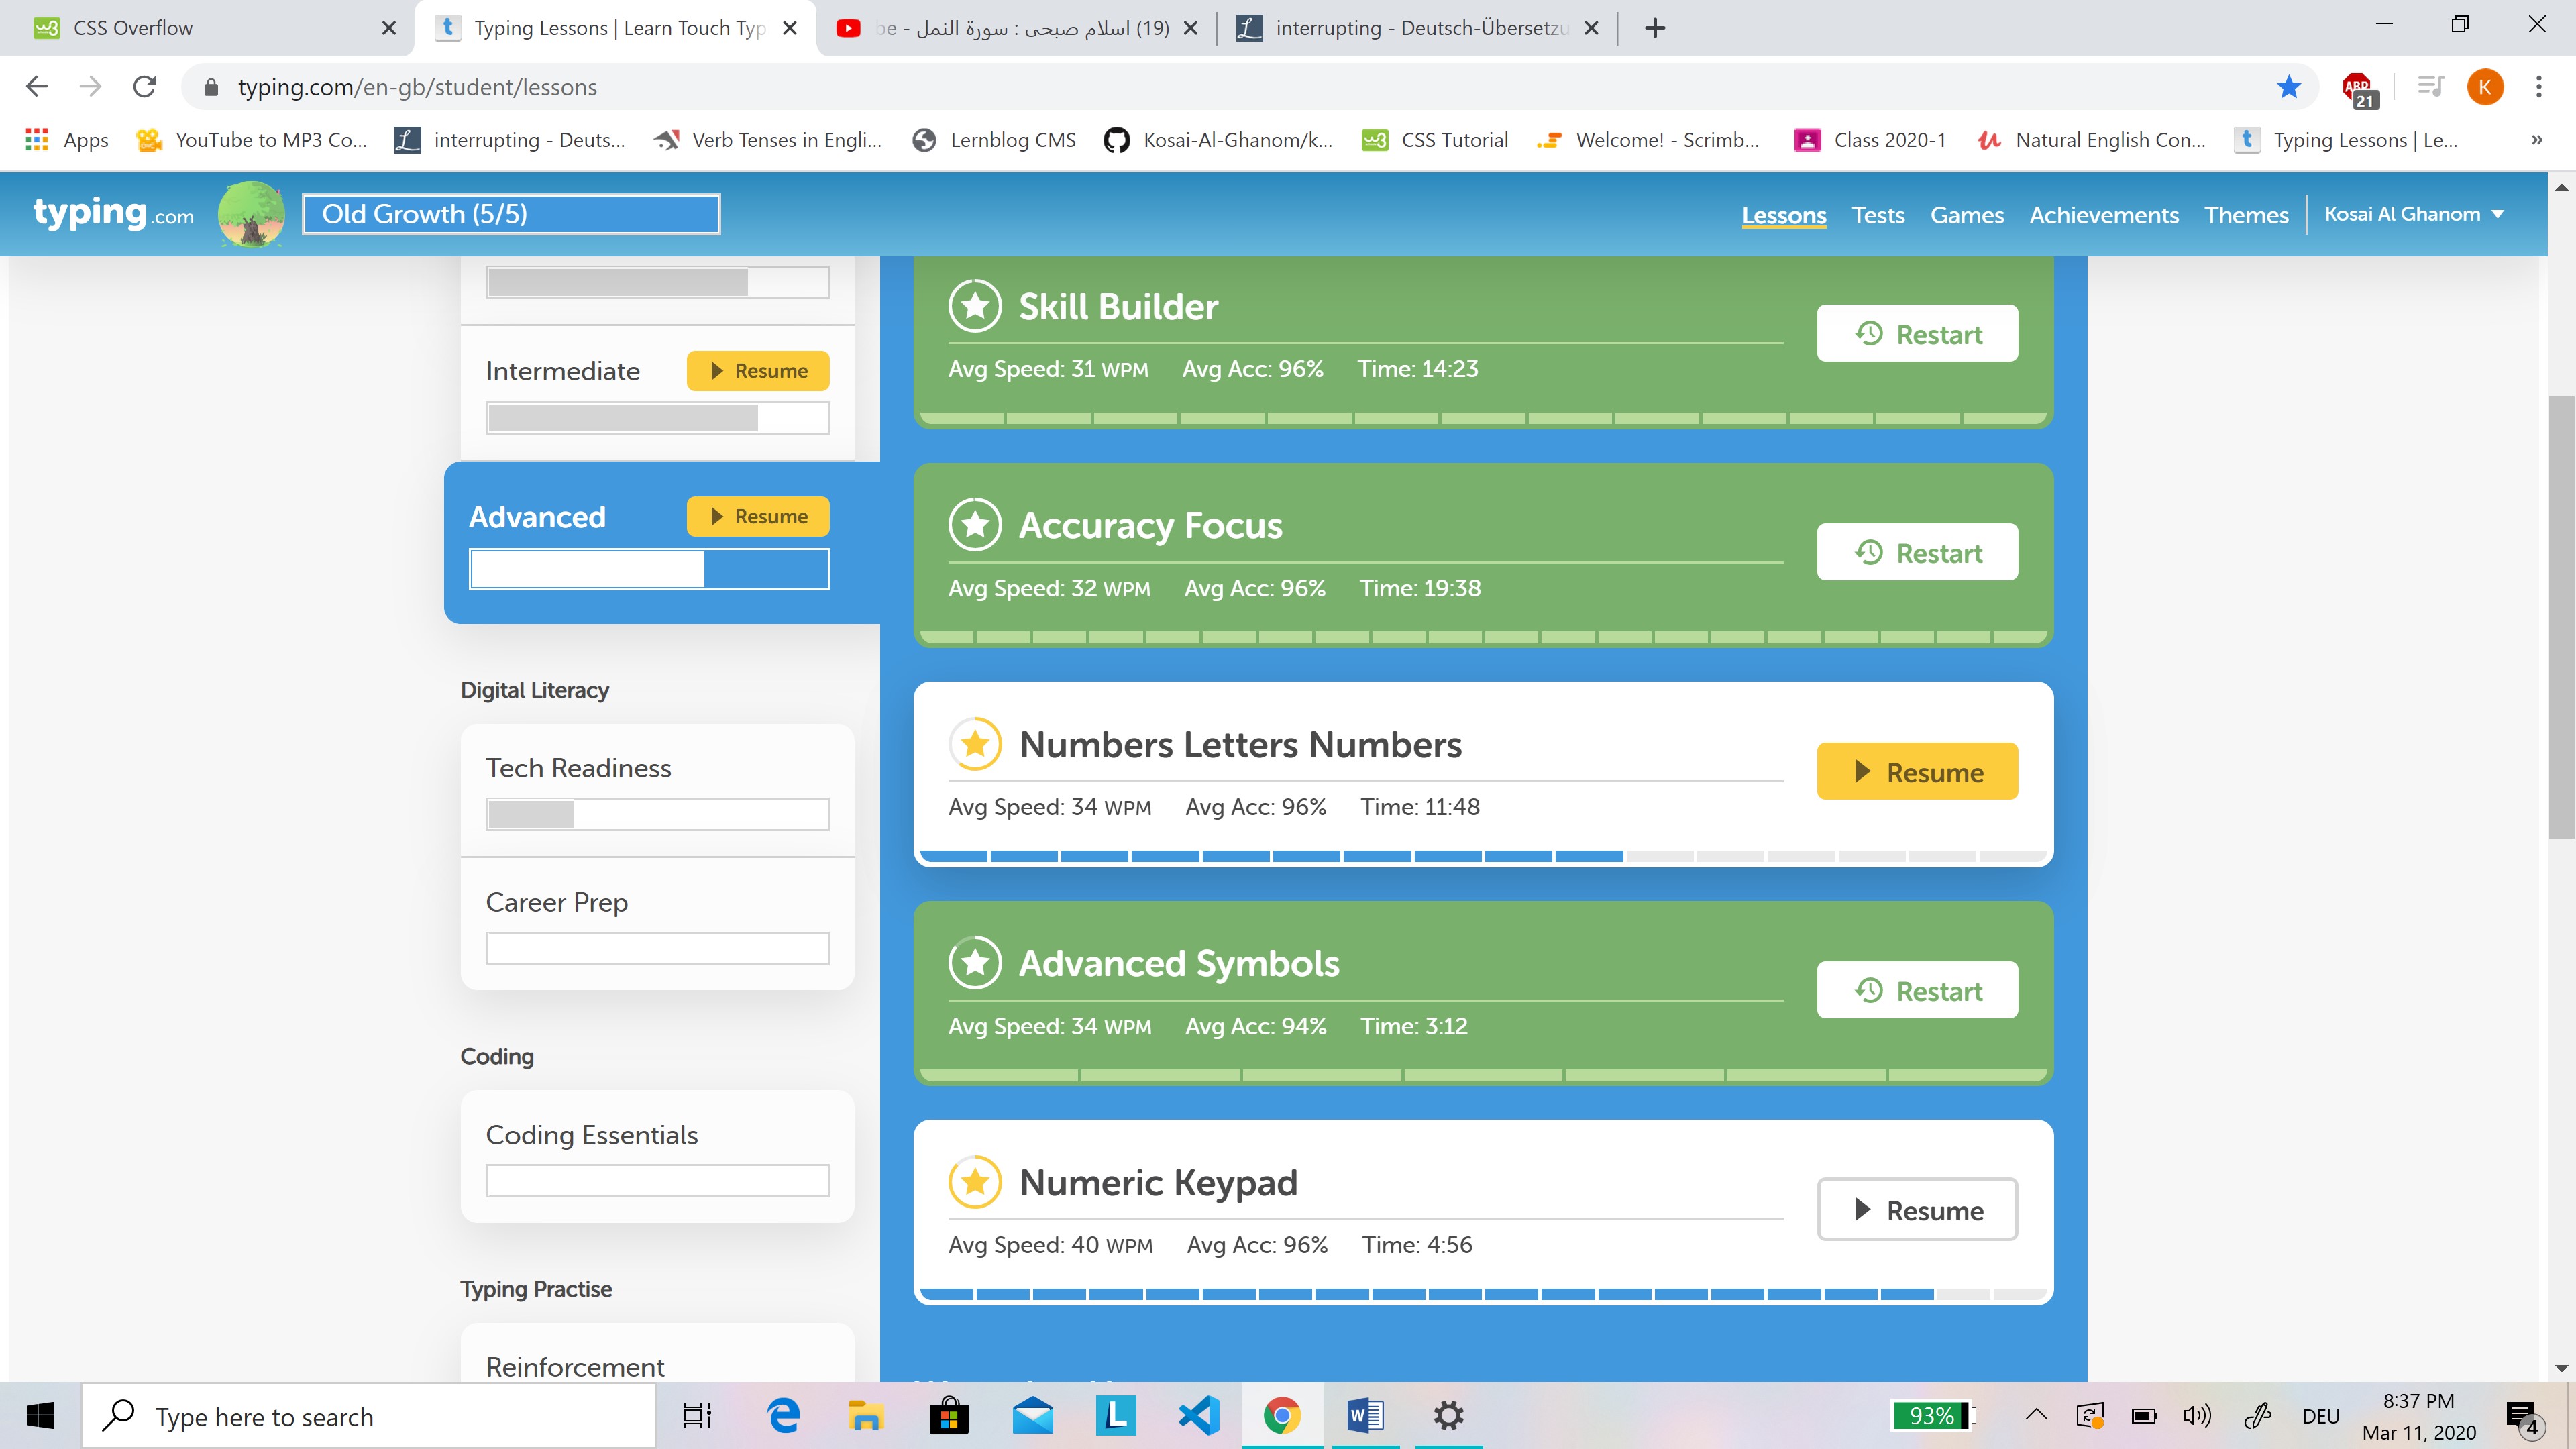 CSS Overflow
Typing Lessons | Learn Touch Typ
be - اسلام صبحى : سورة النمل (19)
interrupting - Deutsch-Übersetzu
typing.com/en-gb/student/lessons
ABP
21
K
Apps
YouTube to MP3 Co...
interrupting - Deuts...
Verb Tenses in Engli...
Lernblog CMS
Kosai-Al-Ghanom/k...
CSS Tutorial
Welcome! - Scrimb...
Class 2020-1
Natural English Con...
Typing Lessons | Le...
»
typing.com
Old Growth (5/5)
Lessons
Tests
Games
Achievements
Themes
Kosai Al Ghanom
Intermediate
Resume
Advanced
Resume
Digital Literacy
Tech Readiness
Career Prep
Coding
Coding Essentials
Typing Practise
Reinforcement
Skill Builder
Restart
Avg Speed: 31 WPM Avg Acc: 96% Time: 14:23
Accuracy Focus
Restart
Avg Speed: 32 WPM Avg Acc: 96% Time: 19:38
Numbers Letters Numbers
Resume
Avg Speed: 34 WPM Avg Acc: 96% Time: 11:48
Advanced Symbols
Restart
Avg Speed: 34 WPM Avg Acc: 94% Time: 3:12
Numeric Keypad
Resume
Avg Speed: 40 WPM Avg Acc: 96% Time: 4:56
Type here to search
93%
DEU
8:37 PM
Mar 11, 2020
4